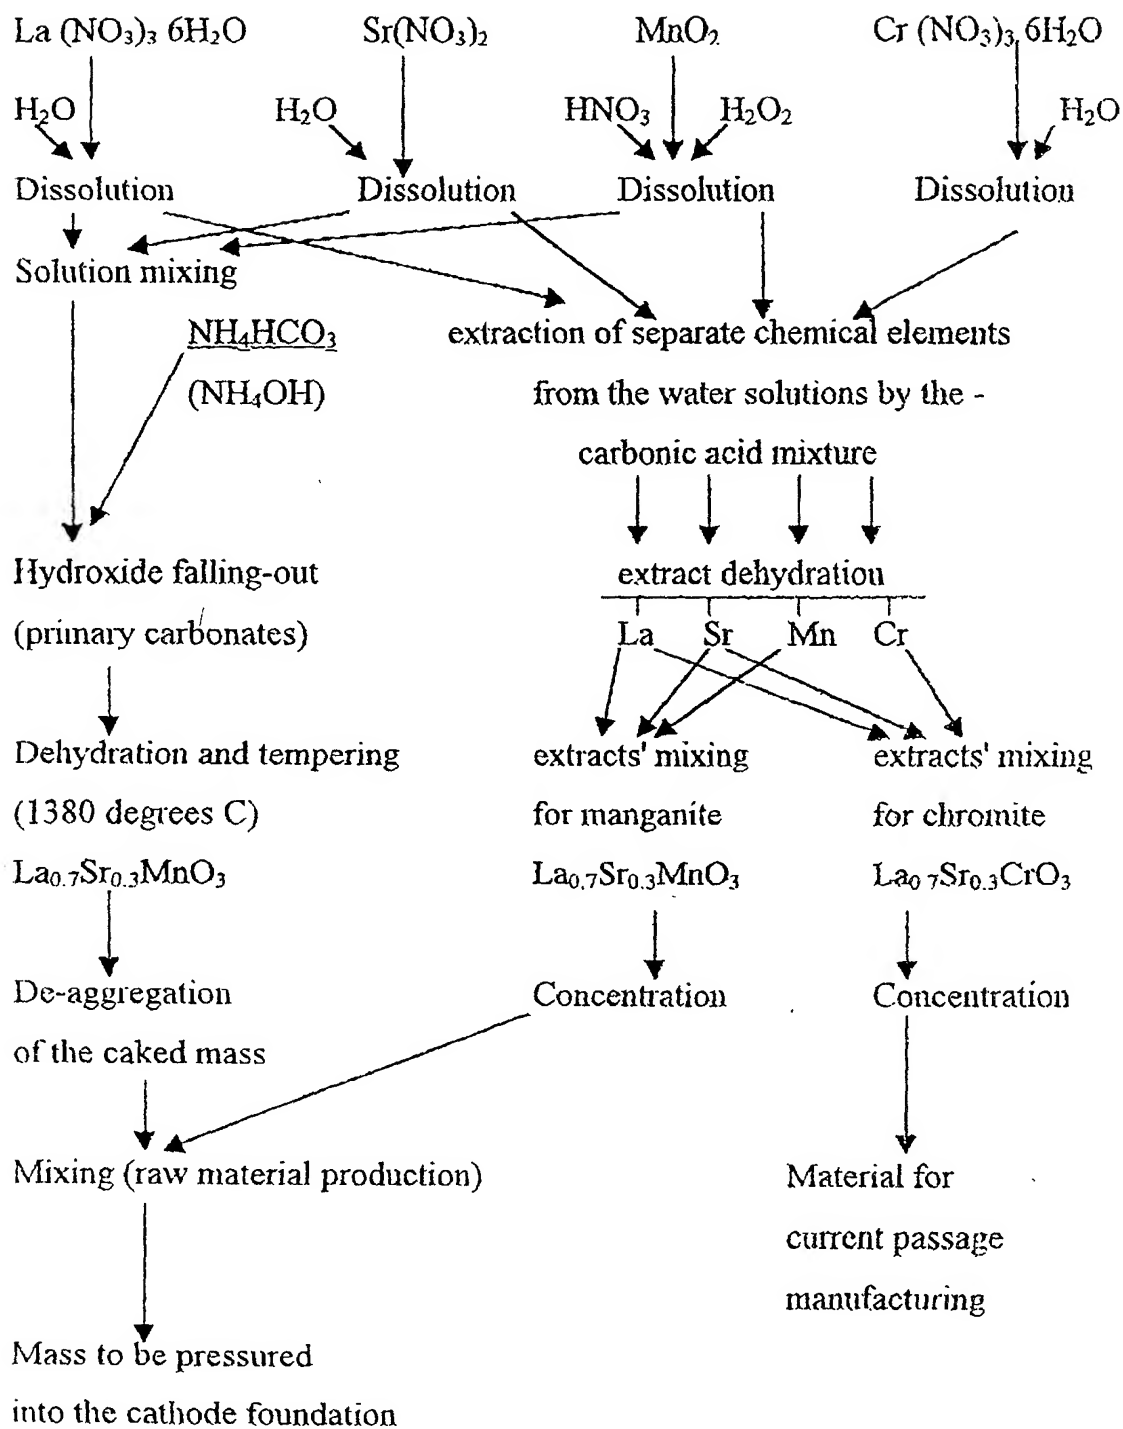 La (NO₃)₃ 6H₂O
Sr(NO₃)₂
MnO₂
Cr (NO₃)₃ 6H₂O
H₂O
H₂O
HNO₃
H₂O₂
H₂O
Dissolution
Dissolution
Dissolution
Dissolution
Solution mixing
NH₄HCO₃
(NH₄OH)
extraction of separate chemical elements
from the water solutions by the -
carbonic acid mixture
Hydroxide falling-out
(primary carbonates)
extract dehydration
La
Sr
Mn
Cr
Dehydration and tempering
(1380 degrees C)
La₀.₇Sr₀.₃MnO₃
extracts' mixing
for manganite
La₀,₇Sr₀.₃MnO₃
extracts' mixing
for chromite
La₀ ₇Sr₀.₃CrO₃
De-aggregation
of the caked mass
Concentration
Concentration
Mixing (raw material production)
Material for
current passage
manufacturing
Mass to be pressured
into the cathode foundation